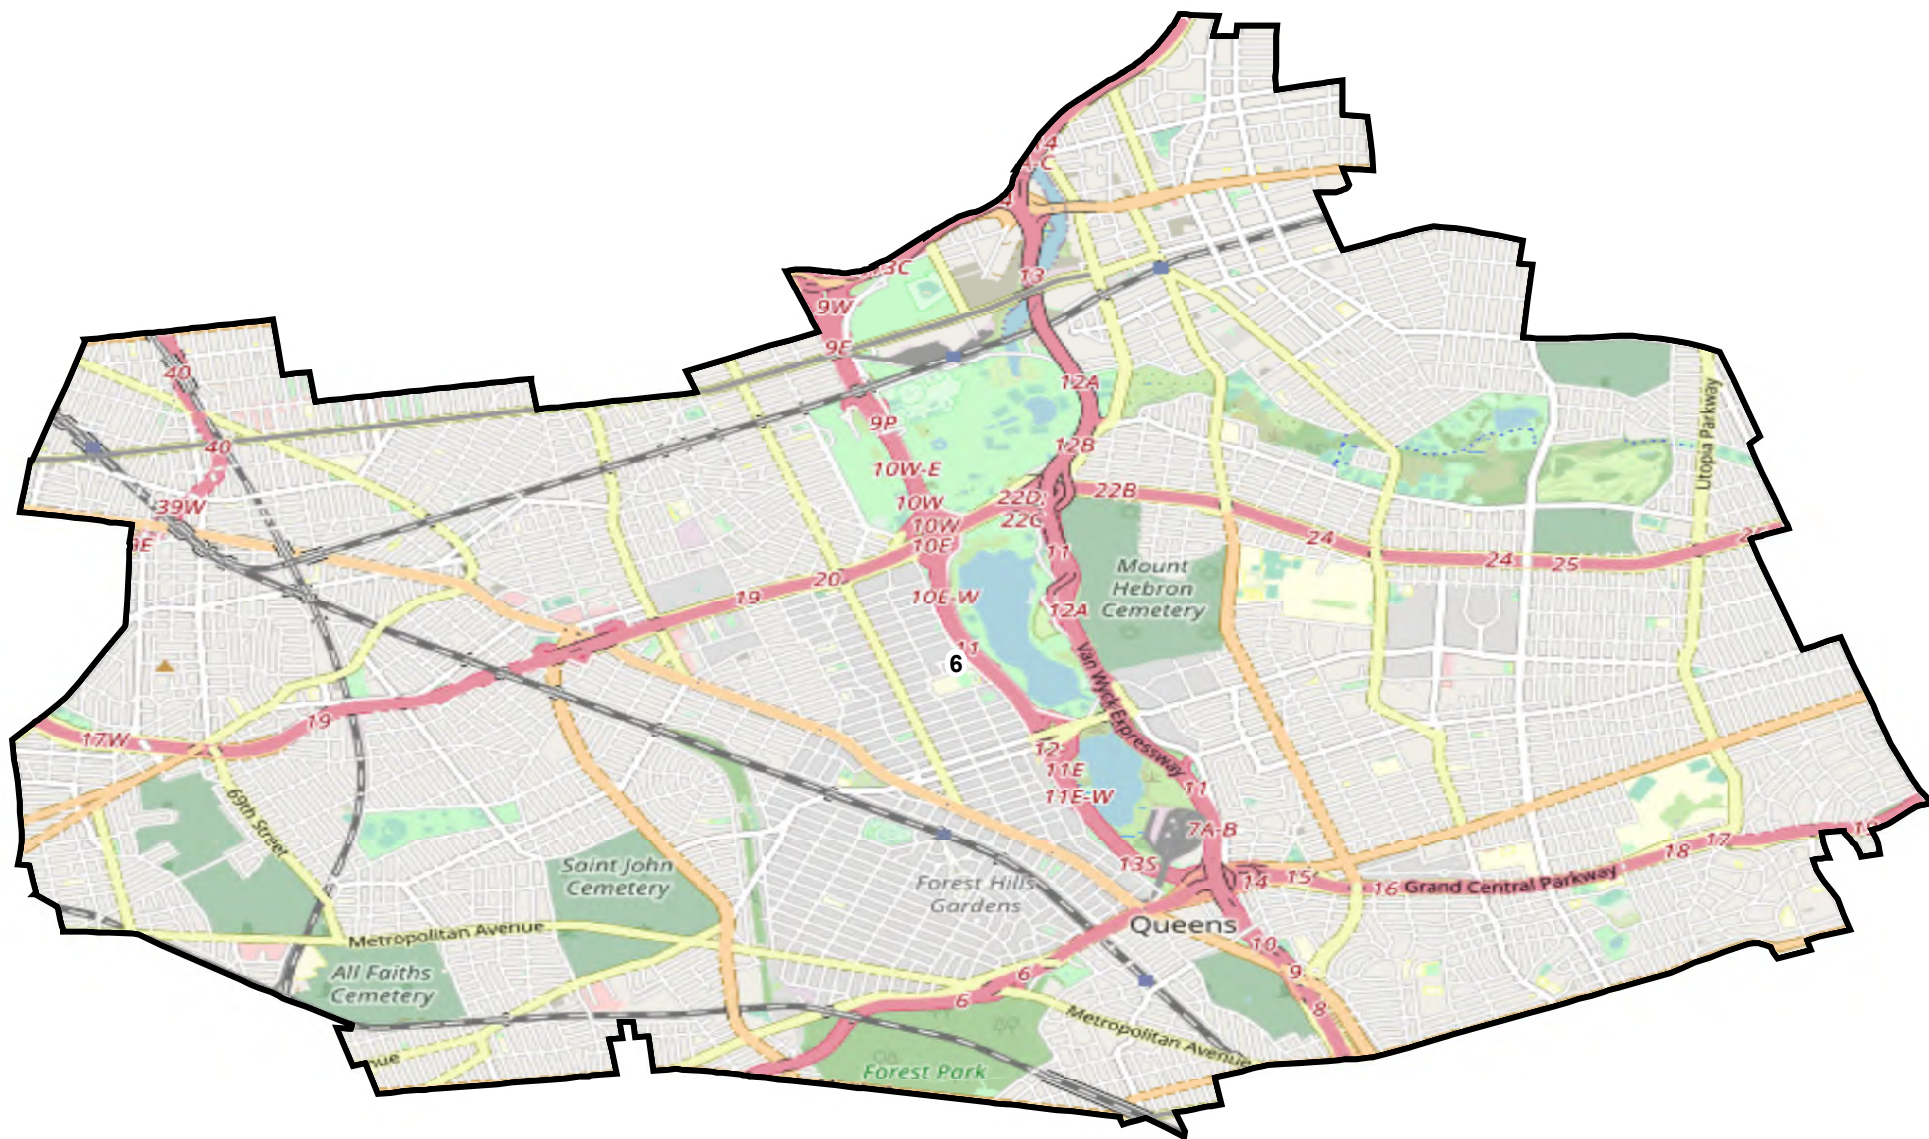 13
9W
9E
40
12A
9P
40
12B
10W-E
22B
10W
22D;
22C
39W
10W
10E
24
11
24
25
20
Mount
Hebron
Cemetery
10E-W
12A
19
11
6
Utopia Parkway
Van Wyck Expressway
19
17W
12;
11E
11E-W
11
69th Street
7A-B
13S
14
15
16
Grand Central Parkway
18
17
19
Saint John
Cemetery
Forest Hills
Gardens
Queens
Metropolitan Avenue
10
9
8
6
6
All Faiths
Cemetery
Metropolitan Avenue
Forest Park